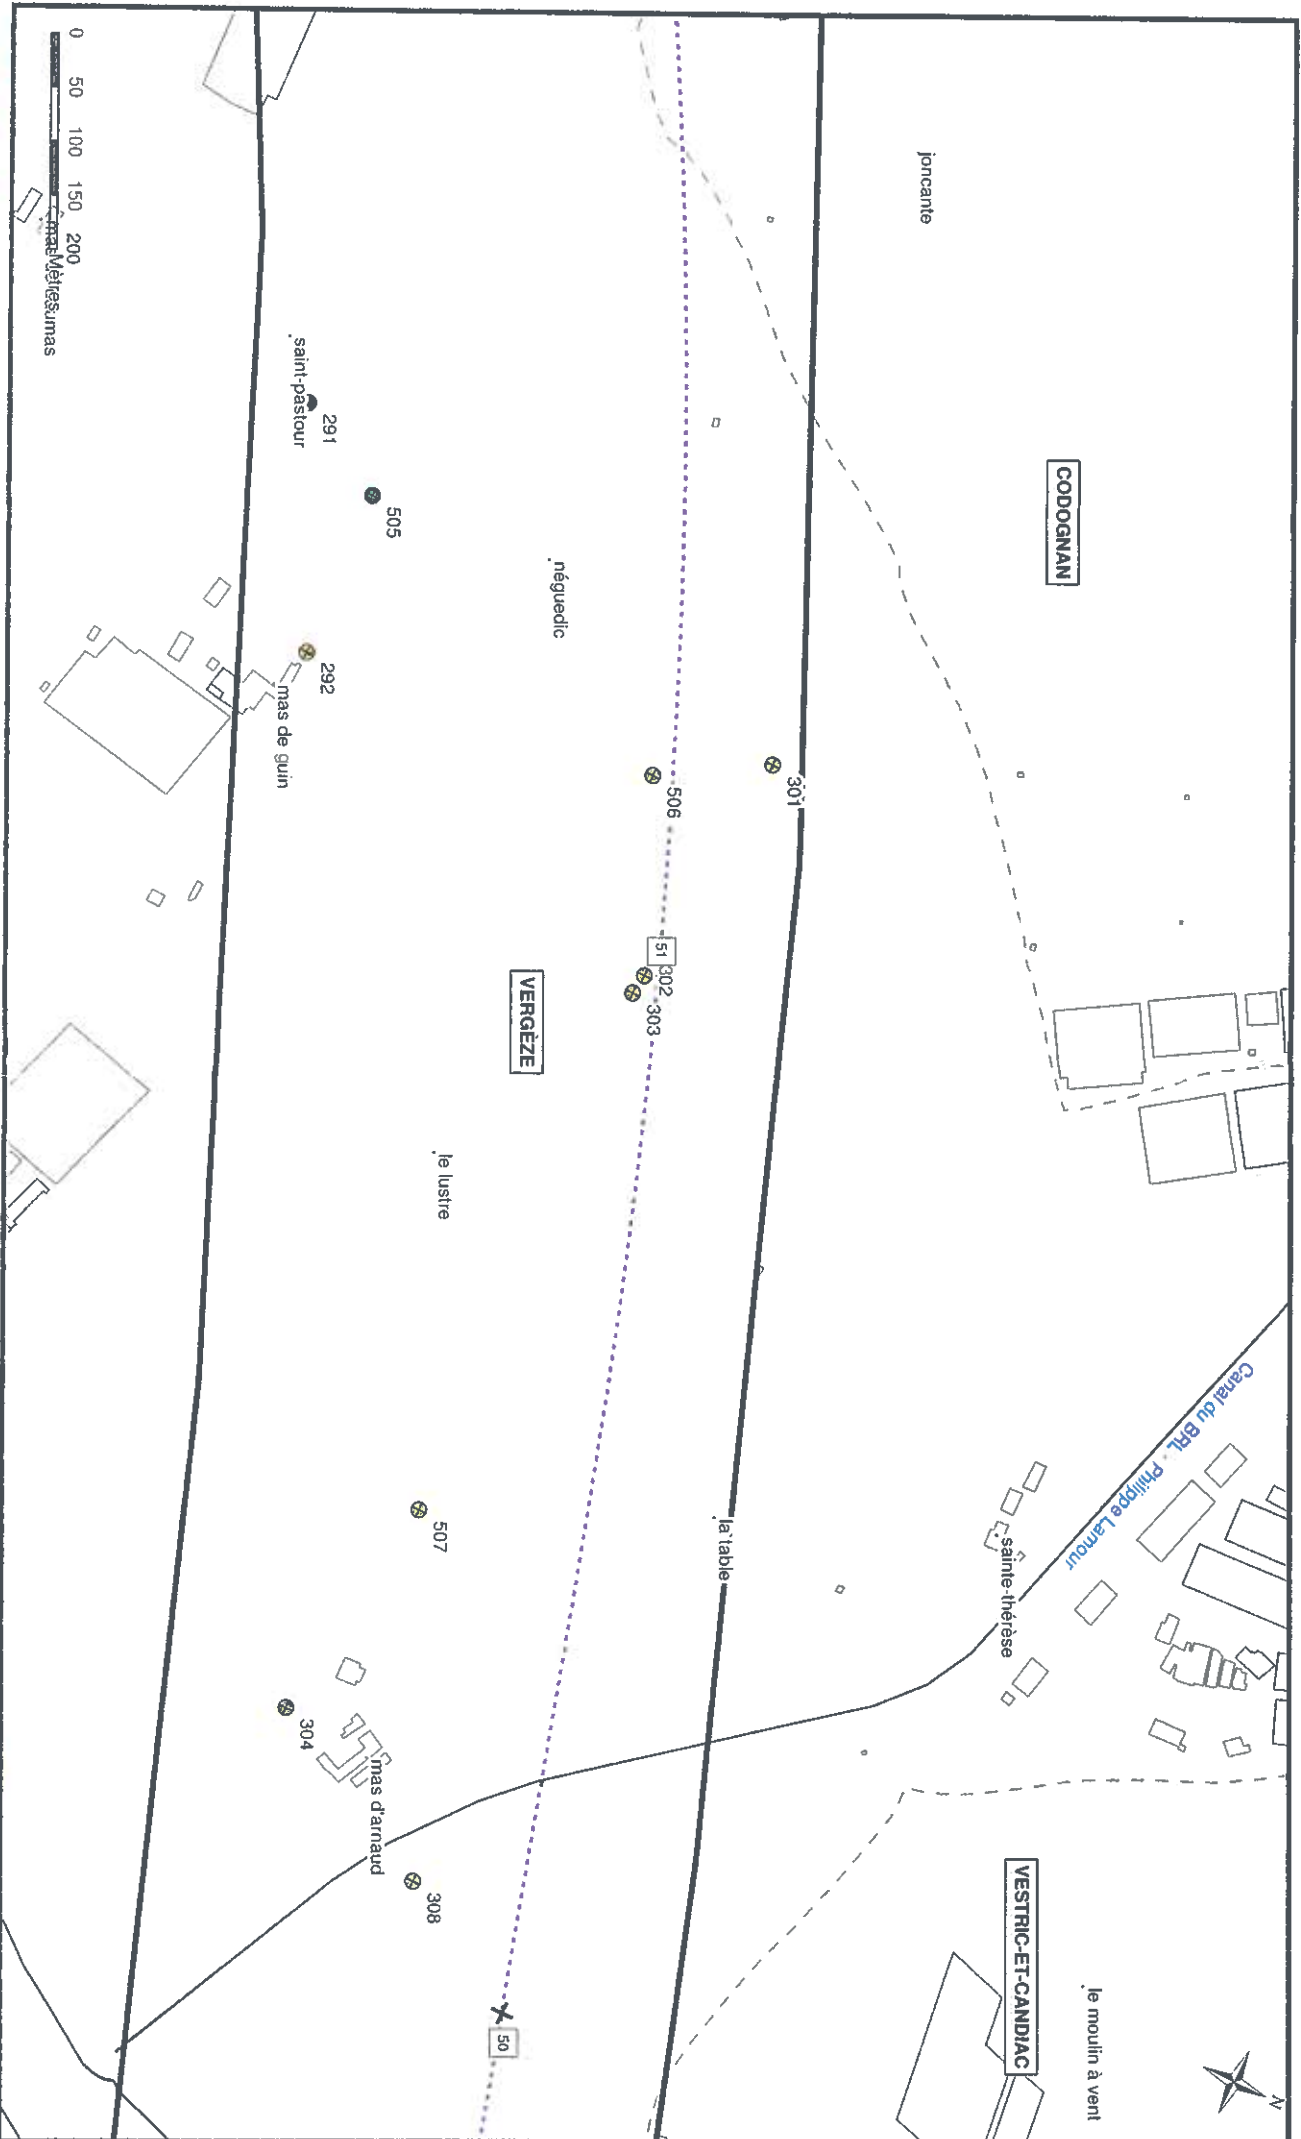 0 50 100 150 200
Mètres
joncante
CODOGNAN
saint-pastour
291
505
néguedic
292
mas de guin
301
506
51
302
303
VERGÈZE
le lustre
Canal du BRL - Philippe Lamour
sainte-thérèse
la table
507
304
mas d'arnaud
308
VESTRIC-ET-CANDIAC
le moulin à vent
50
N